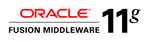 ORACLE 11g
FUSION MIDDLEWARE